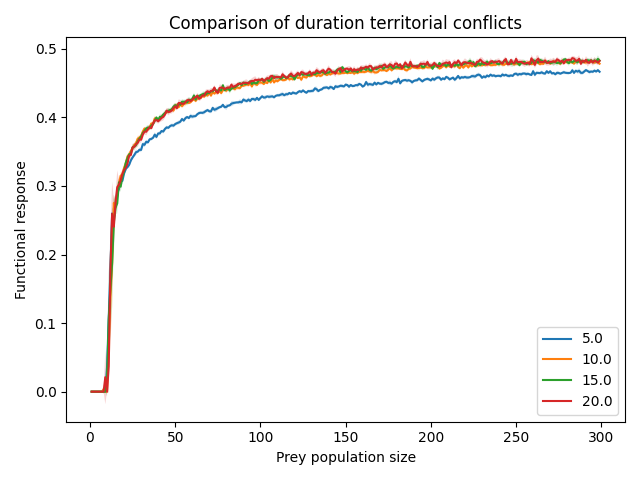 Comparison of duration territorial conflicts
Functional response
0.5
0.4
0.3
0.2
0.1
0.0
5.0
10.0
15.0
20.0
0 50 100 150 200 250 300
Prey population size